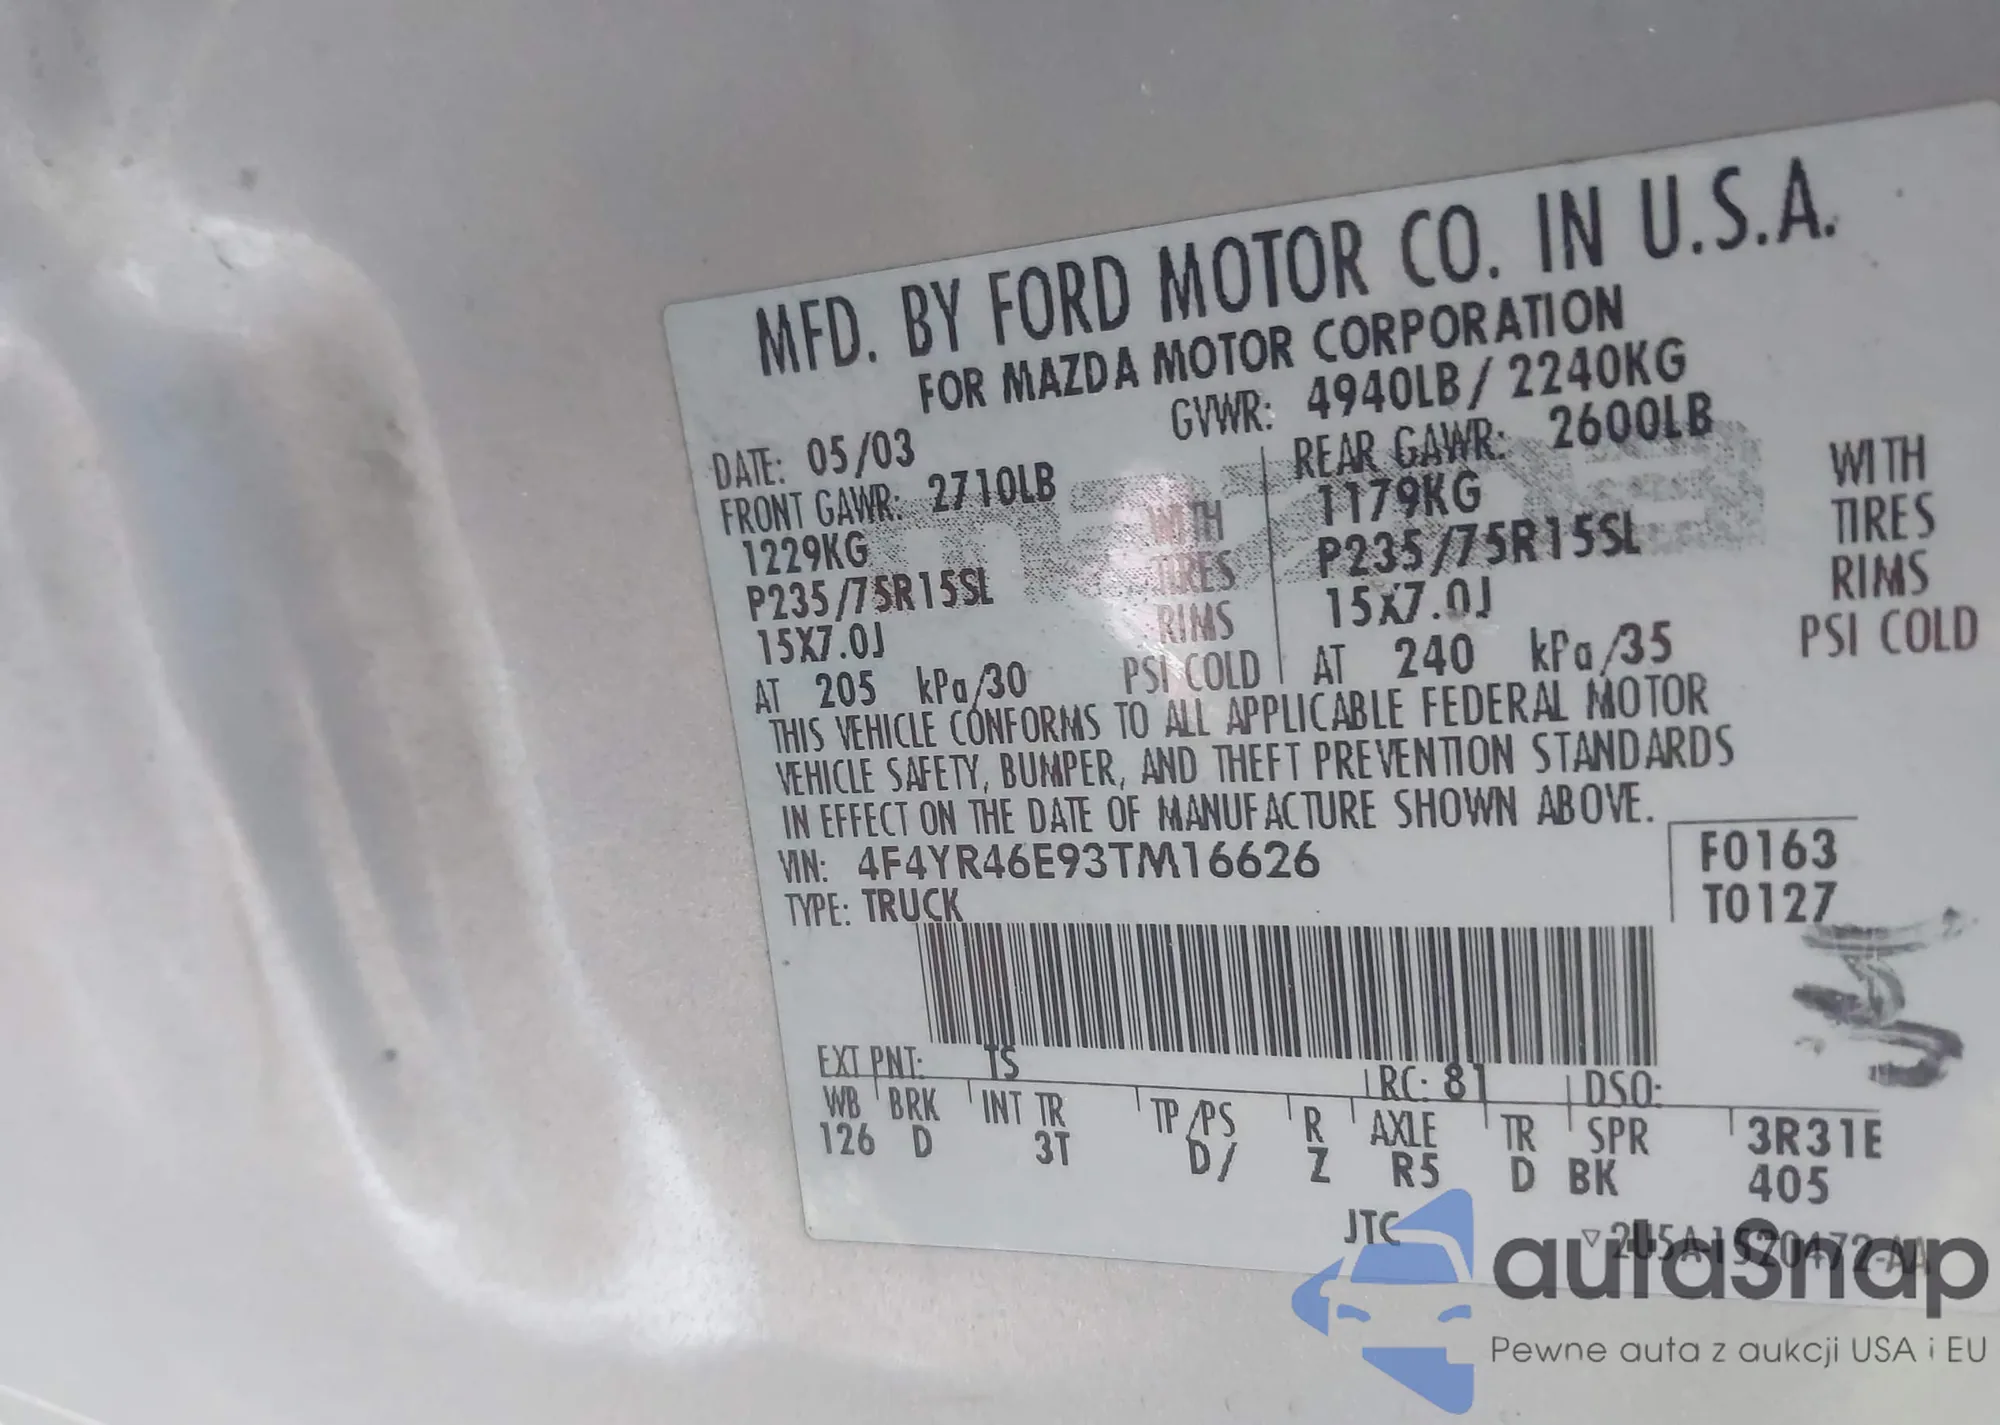 MFD. BY FORD MOTOR CO. IN U.S.A.
FOR MAZDA MOTOR CORPORATION
DATE: 05/03 GVWR: 4940LB/2240KG
FRONT GAWR: 2710LB REAR GAWR: 2600LB
1229KG WITH 1179KG WITH
P235/75R15SL TIRES P235/75R15SL TIRES
15X7.0J RIMS 15X7.0J RIMS
AT 205 kPa/30 PSI COLD AT 240 kPa/35 PSI COLD
THIS VEHICLE CONFORMS TO ALL APPLICABLE FEDERAL MOTOR
VEHICLE SAFETY, BUMPER, AND THEFT PREVENTION STANDARDS
IN EFFECT ON THE DATE OF MANUFACTURE SHOWN ABOVE.
VIN: 4F4YR46E93TM16626 F0163
TYPE: TRUCK T0127
EXT PNT: TS RC: 81 DSO:
WB BRK INT TR TP/PS R AXLE TR SPR 3R31E
126 D 3T D/ Z R5 D BK 405
JTC ▽2U5A-1520472-AA
autaSnap
Pewne auta z aukcji USA i EU